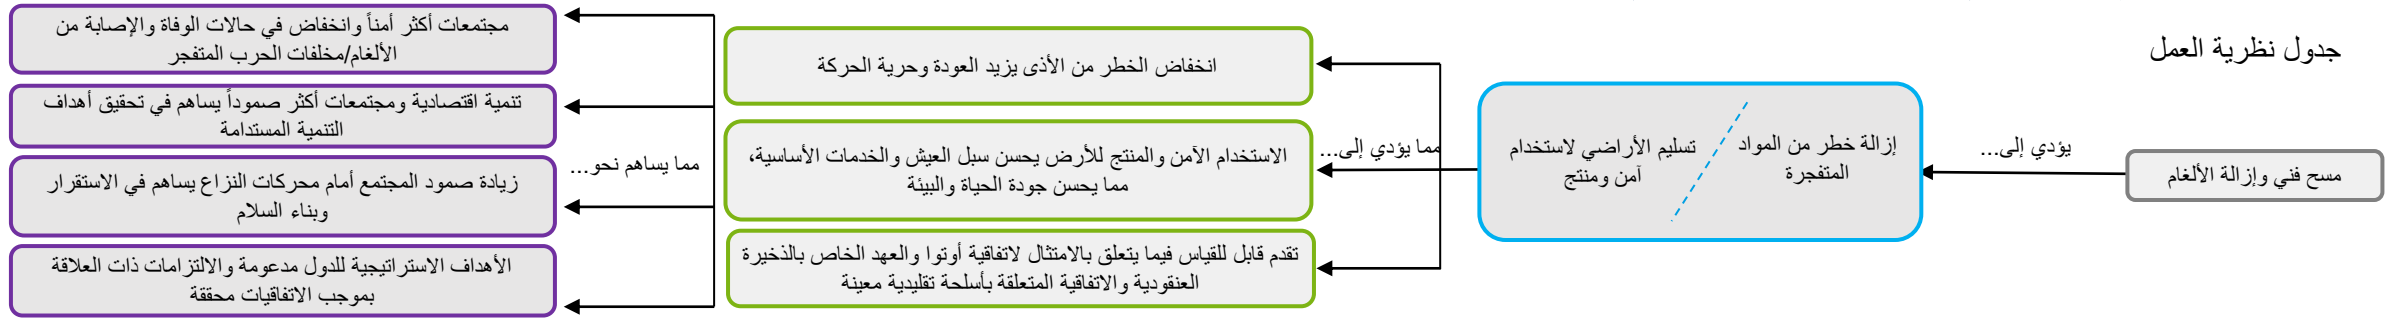 جدول نظرية العمل
مسح فني وإزالة الألغام
يؤدي إلى...
إزالة خطر من المواد
المتفجرة
تسليم الأراضي لاستخدام
آمن ومنتج
مما يؤدي إلى...
انخفاض الخطر من الأذى يزيد العودة وحرية الحركة
الاستخدام الآمن والمنتج للأرض يحسن سبل العيش والخدمات الأساسية،
مما يحسن جودة الحياة والبيئة
تقدم قابل للقياس فيما يتعلق بالامتثال لاتفاقية أوتوا والعهد الخاص بالذخيرة
العنقودية والاتفاقية المتعلقة بأسلحة تقليدية معينة
مما يساهم نحو...
مجتمعات أكثر أمناً وانخفاض في حالات الوفاة والإصابة من
الألغام/مخلفات الحرب المتفجر
تنمية اقتصادية ومجتمعات أكثر صموداً يساهم في تحقيق أهداف
التنمية المستدامة
زيادة صمود المجتمع أمام محركات النزاع يساهم في الاستقرار
وبناء السلام
الأهداف الاستراتيجية للدول مدعومة والالتزامات ذات العلاقة
بموجب الاتفاقيات محققة